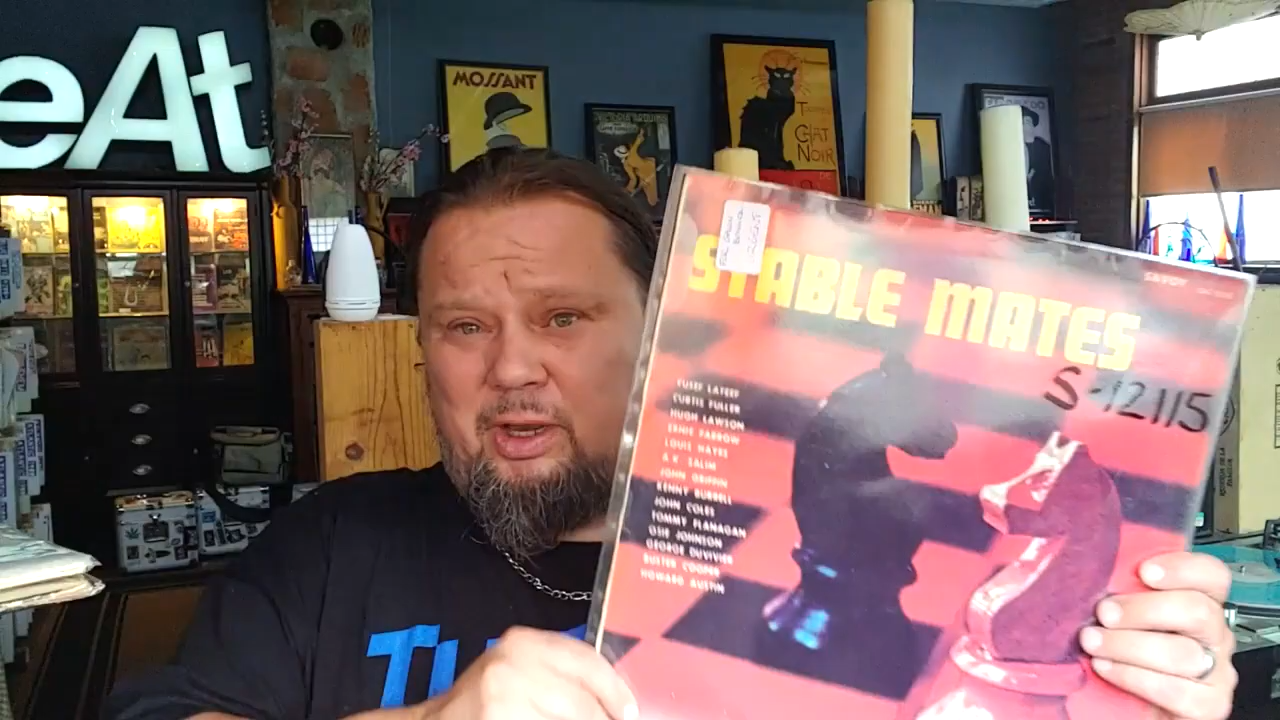 eAt
MOSSANT
CHAT
NOIR
STABLE MATES
SAVOY
S-12115
YUSEF LATEEF
CURTIS FULLER
HUGH LAWSON
ERNIE FARROW
LOUIS HAYES
A.K. SALIM
JOHN GRIFFIN
KENNY BURRELL
JOHN COLES
TOMMY FLANAGAN
OSIE JOHNSON
GEORGE DUVIVIER
BUSTER COOPER
HOWARD AUSTIN